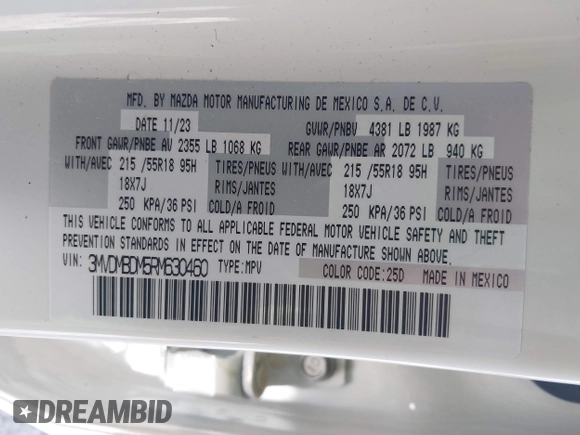 MFD. BY MAZDA MOTOR MANUFACTURING DE MEXICO S.A. DE C.V.
DATE 11/23 GVWR/PNBV 4381 LB 1987 KG
FRONT GAWR/PNBE AV 2355 LB 1068 KG REAR GAWR/PNBE AR 2072 LB 940 KG
WITH/AVEC 215 /55R18 95H TIRES/PNEUS WITH/AVEC 215 /55R18 95H TIRES/PNEUS
18X7J RIMS/JANTES 18X7J RIMS/JANTES
250 KPA/36 PSI COLD/A FROID 250 KPA/36 PSI COLD/A FROID
THIS VEHICLE CONFORMS TO ALL APPLICABLE FEDERAL MOTOR VEHICLE SAFETY AND THEFT
PREVENTION STANDARDS IN EFFECT ON THE DATE OF MANUFACTURE SHOWN ABOVE.
VIN: 3MVDMBDM5RM630460 TYPE:MPV COLOR CODE:25D MADE IN MEXICO
DREAMBID